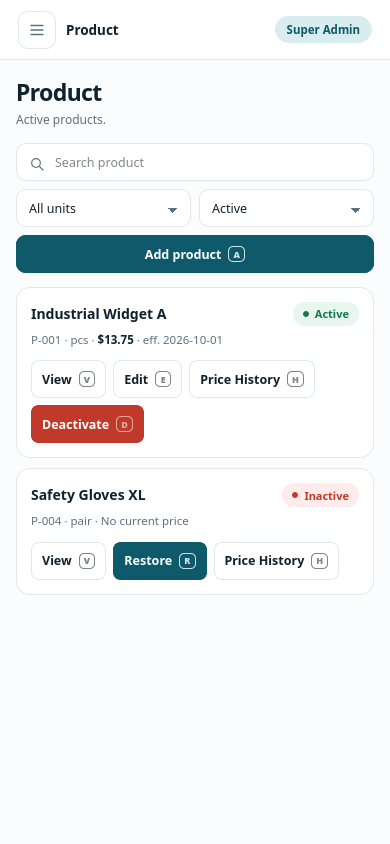 Product
Super Admin
Product
Active products.
Search product
All units
Active
Add product A
Industrial Widget A
Active
P-001 · pcs · $13.75 · eff. 2026-10-01
View V
Edit E
Price History H
Deactivate D
Safety Gloves XL
Inactive
P-004 · pair · No current price
View V
Restore R
Price History H